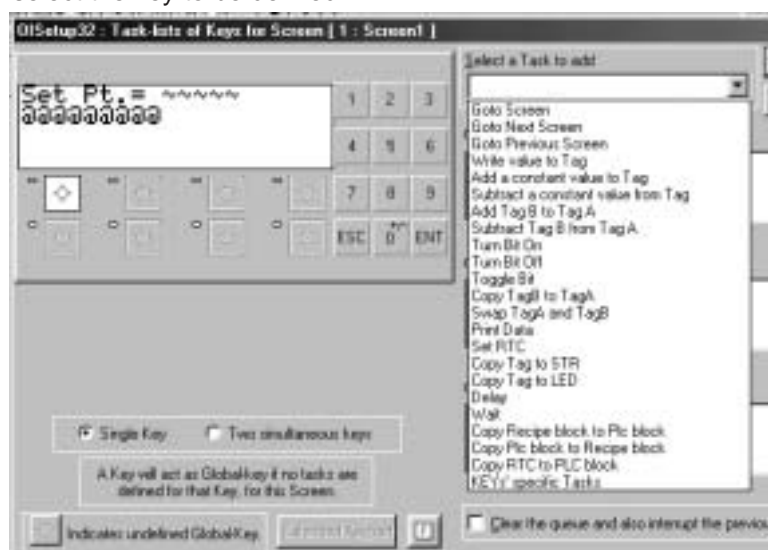 OISetup32 : Task-lists of Keys for Screen [ 1 : Screen1 ]
Set Pt.= ~~~~~
@@@@@@@@@
1 2 3
4 5 6
7 8 9
ESC 0 ENT
Select a Task to add
Goto Screen
Goto Next Screen
Goto Previous Screen
Write value to Tag
Add a constant value to Tag
Subtract a constant value from Tag
Add Tag B to Tag A
Subtract Tag B from Tag A
Turn Bit On
Turn Bit Off
Toggle Bit
Copy TagB to TagA
Swap TagA and TagB
Print Data
Set RTC
Copy Tag to STR
Copy Tag to LED
Delay
Wait
Copy Recipe block to Plc block
Copy Plc block to Recipe block
Copy RTC to PLC block
KEYs' specific Tasks
Single Key
Two simultaneous keys
A Key will act as Global-key if no tasks are
defined for that Key, for this Screen.
Indicates undefined Global-Key.
Clear the queue and also interrupt the previou